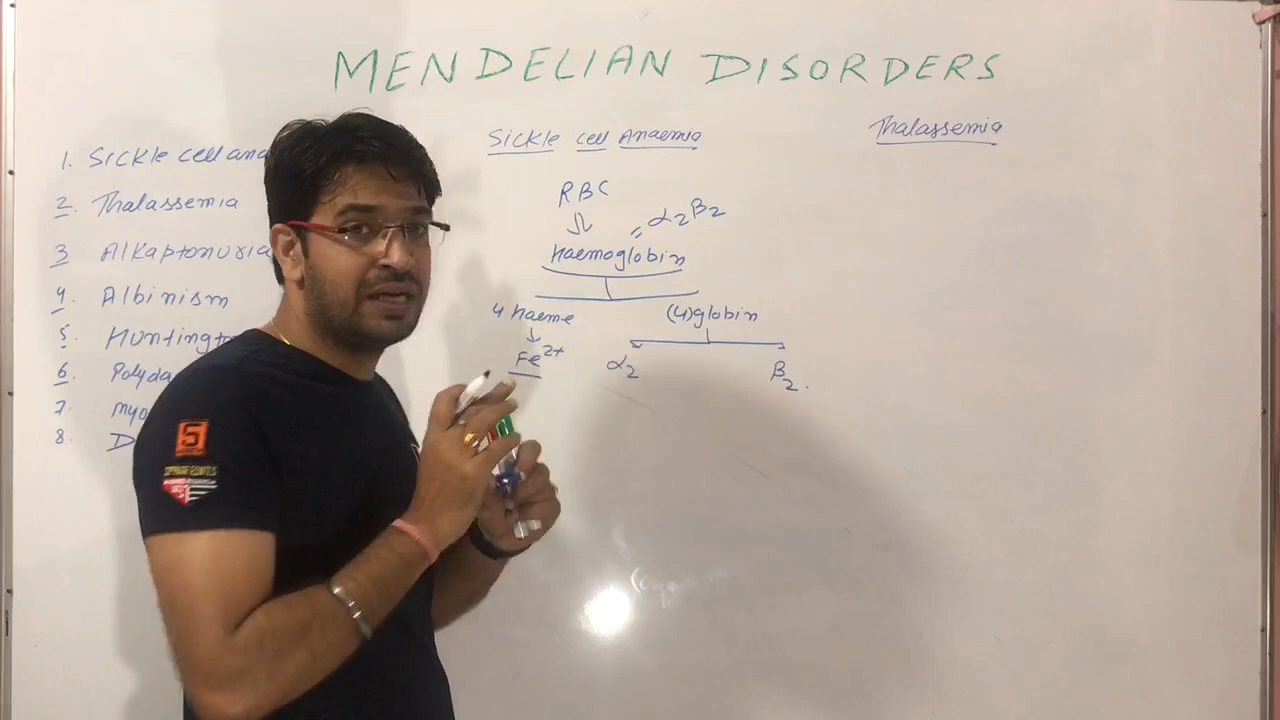 MENDELIAN DISORDERS
1. Sickle cell ana
2. Thalassemia
3 Alkaptonuria
4. Albinism
5. Huntingt
6. Polyda
7. myo
8. D
Sickle cell Anaemia
RBC
α2β2
haemoglobin
4 haeme
(4)globin
Fe2+
α2
β2.
Thalassemia
5